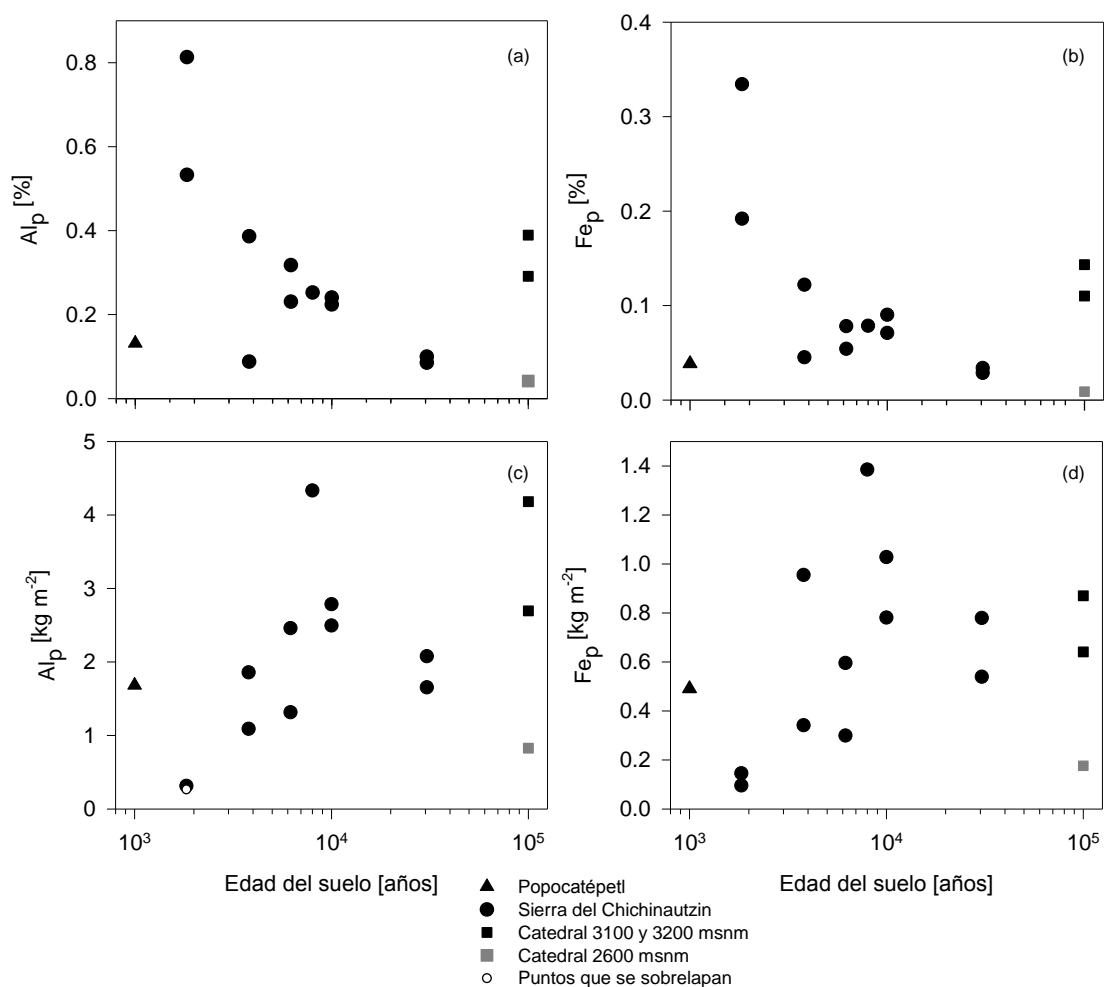 (a)
Al_p [%]
0.8
0.6
0.4
0.2
0.0
(b)
Fe_p [%]
0.4
0.3
0.2
0.1
0.0
(c)
Al_p [kg m^-2]
5
4
3
2
1
0
10^3 10^4 10^5
Edad del suelo [años]
(d)
Fe_p [kg m^-2]
1.4
1.2
1.0
0.8
0.6
0.4
0.2
0.0
10^3 10^4 10^5
Edad del suelo [años]
Popocatépetl
Sierra del Chichinautzin
Catedral 3100 y 3200 msnm
Catedral 2600 msnm
Puntos que se sobrelapan